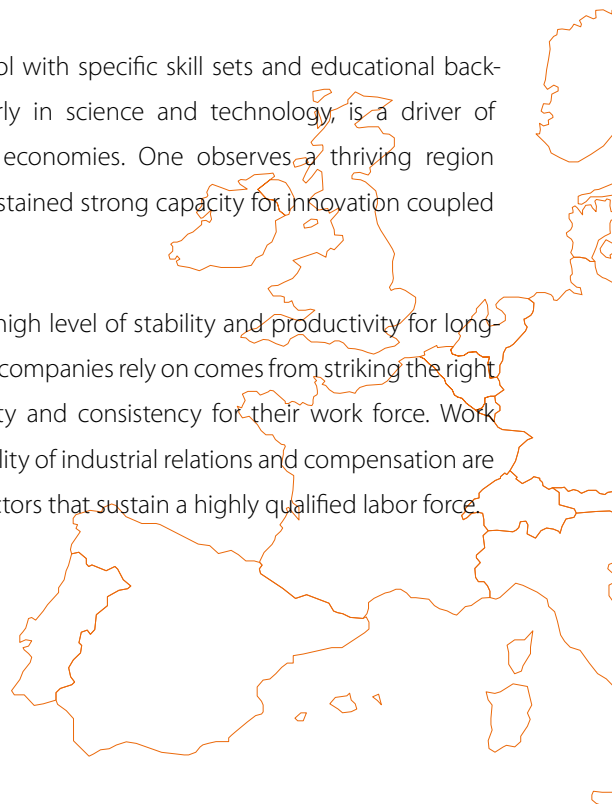 ol with specific skill sets and educational back-
rly in science and technology, is a driver of
economies. One observes a thriving region
stained strong capacity for innovation coupled
high level of stability and productivity for long-
companies rely on comes from striking the right
ty and consistency for their work force. Work
lity of industrial relations and compensation are
ctors that sustain a highly qualified labor force.